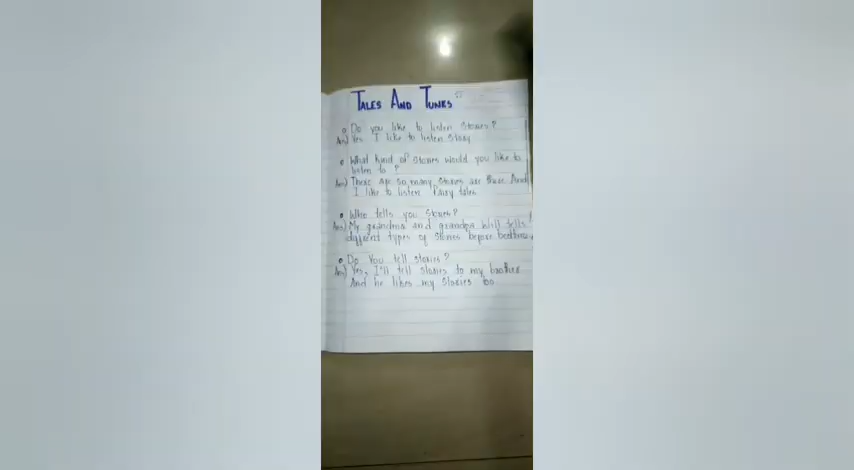 TALES AND TUNES
Do you like to listen Stories?
Ans) Yes I like to listen Story
What kind of Stories would you like to
listen to ?
Ans) There are so many Stories are there And
I like to listen Fairy tales
Who tells you Stories?
Ans) My grandma and grandpa will tells
different types of Stories before bedtime
Do You tell stories ?
Ans) Yes, I'll tell stories to my brother
And he likes my Stories too